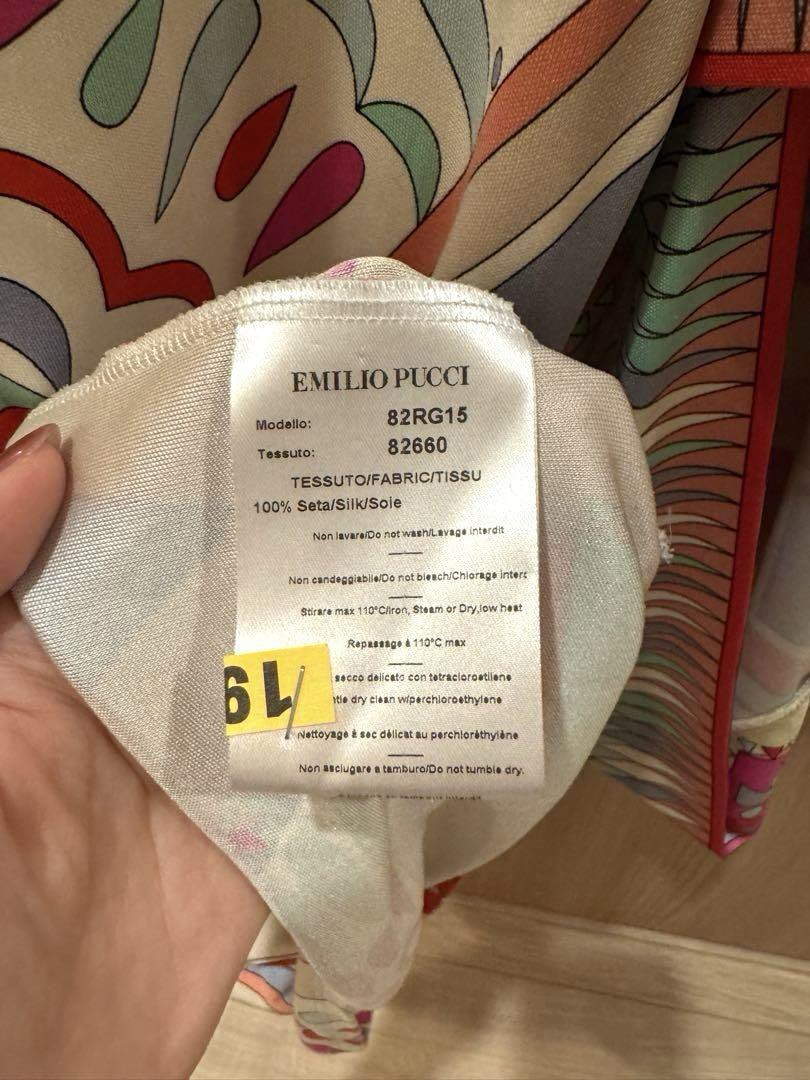 EMILIO PUCCI
Modello: 82RG15
Tessuto: 82660
TESSUTO/FABRIC/TISSU
100% Seta/Silk/Soie
Non lavare/Do not wash/Lavage interdit
Non candeggiabile/Do not bleach/Chlorage interc
Stirare max 110°C/Iron, Steam or Dry,low heat
Repassage à 110°C max
secco delicato con tetracloroetilene
ntle dry clean w/perchloroethylene
Nettoyage à sec délicat au perchloréthylène
Non asciugare a tamburo/Do not tumble dry.